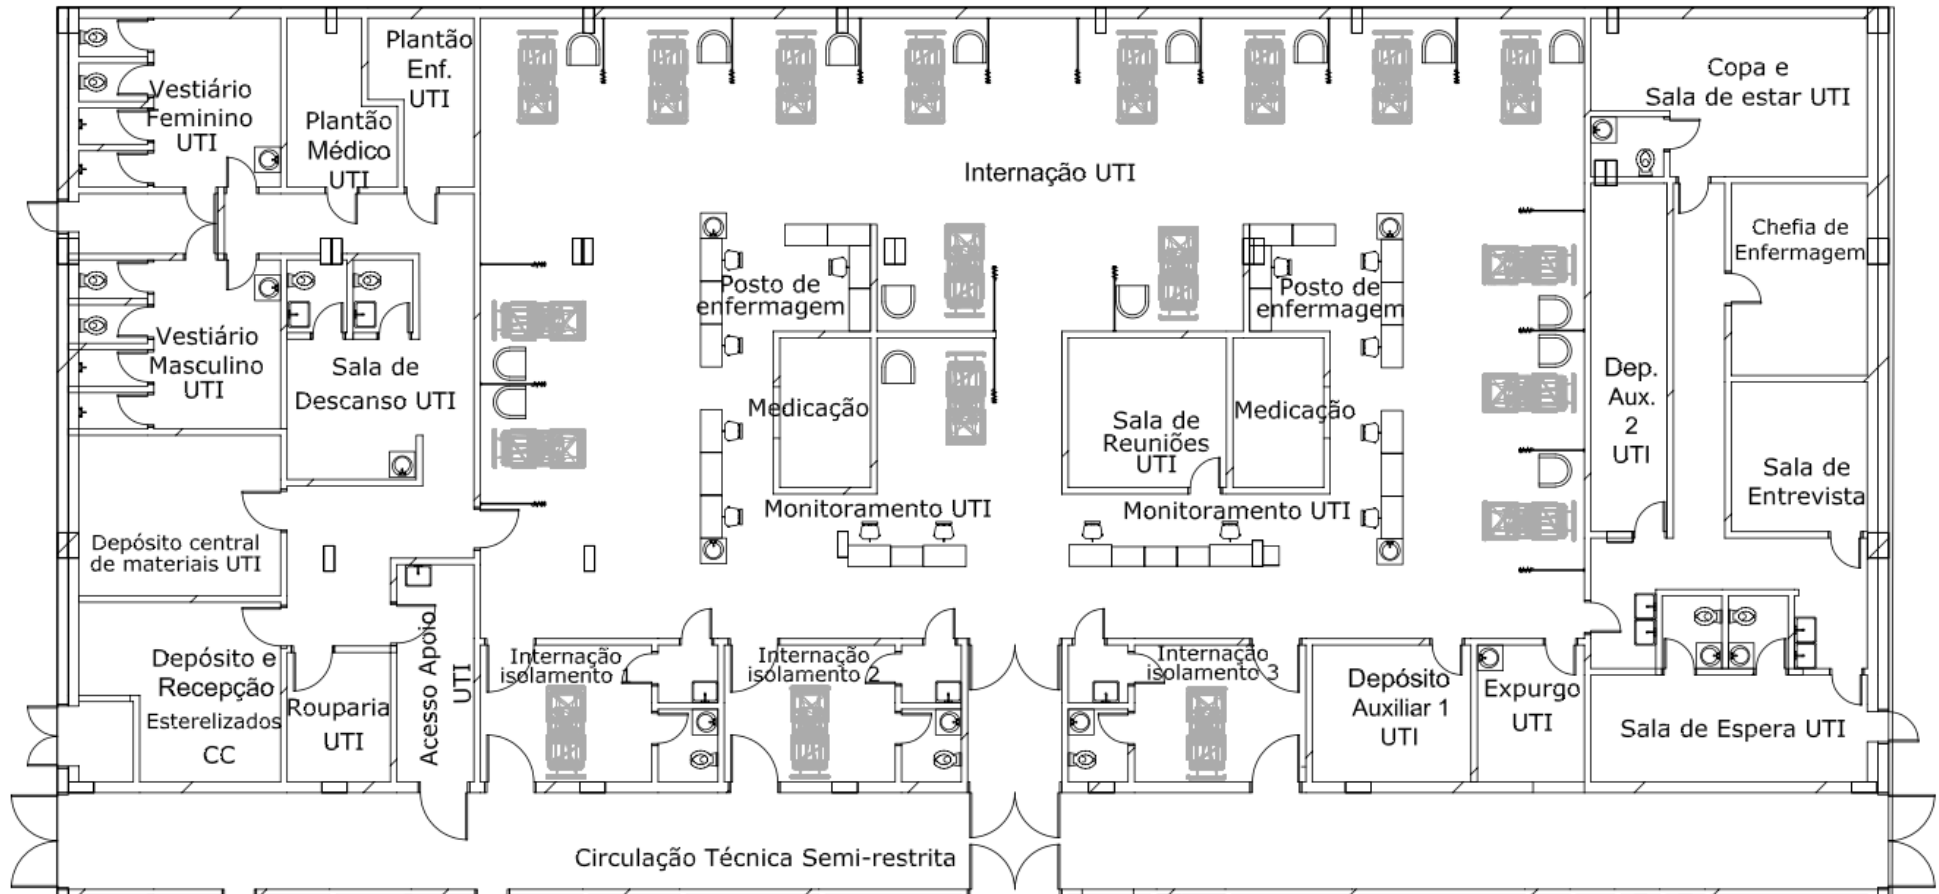 Plantão
Enf.
UTI
Vestiário
Feminino
UTI
Plantão
Médico
UTI
Copa e
Sala de estar UTI
Internação UTI
Chefia de
Enfermagem
Posto de
enfermagem
Posto de
enfermagem
Vestiário
Masculino
UTI
Sala de
Descanso UTI
Medicação
Sala de
Reuniões
UTI
Medicação
Dep.
Aux.
2
UTI
Sala de
Entrevista
Monitoramento UTI
Monitoramento UTI
Depósito central
de materiais UTI
Depósito e
Recepção
Esterelizados
CC
Rouparia
UTI
Acesso Apoio
UTI
Internação
isolamento 1
Internação
isolamento 2
Internação
isolamento 3
Depósito
Auxiliar 1
UTI
Expurgo
UTI
Sala de Espera UTI
Circulação Técnica Semi-restrita